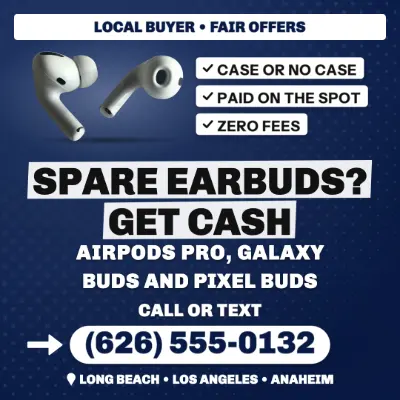 LOCAL BUYER • FAIR OFFERS
✓ CASE OR NO CASE
✓ PAID ON THE SPOT
✓ ZERO FEES
SPARE EARBUDS?
GET CASH
AIRPODS PRO, GALAXY
BUDS AND PIXEL BUDS
CALL OR TEXT
(626) 555-0132
LONG BEACH • LOS ANGELES • ANAHEIM